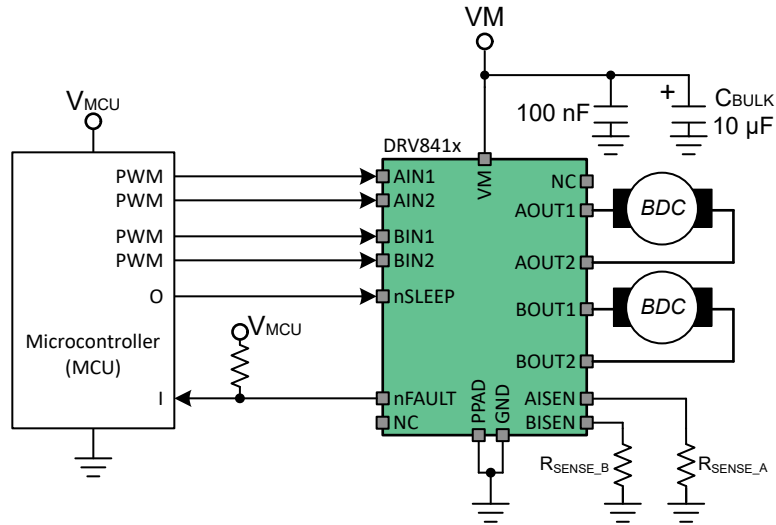 VM
VMCU
100 nF
+
CBULK
10 µF
DRV841x
PWM
AIN1
VM
NC
PWM
AIN2
AOUT1
BDC
PWM
BIN1
PWM
BIN2
AOUT2
O
nSLEEP
BOUT1
BDC
Microcontroller
(MCU)
VMCU
BOUT2
I
nFAULT
PPAD
GND
AISEN
NC
BISEN
RSENSE_B
RSENSE_A